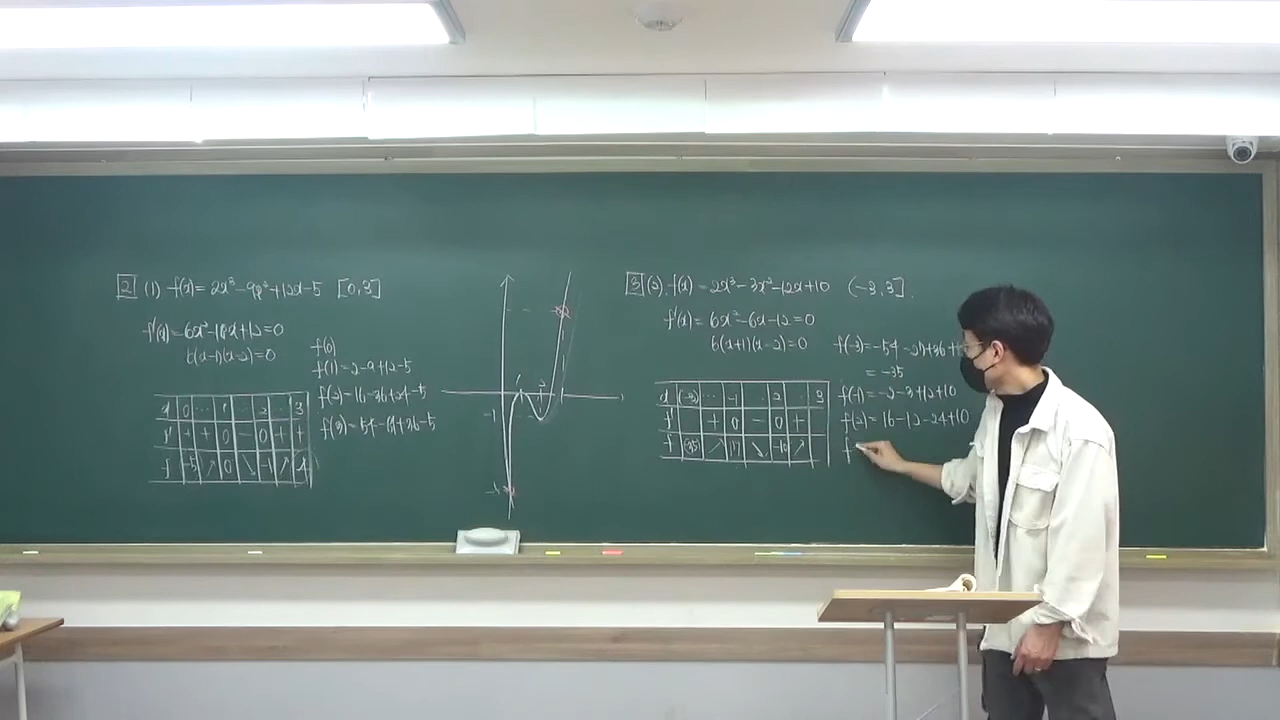 2 (1) f(x) = 2x³-9x²+12x-5 [0,3]
f'(x) = 6x²-18x+12=0
6(x-1)(x-2)=0
f(0)
f(1)=2-9+12-5
f(2)=16-36+24-5
f(3)=54-81+36-5
x 0 … 1 … 2 … 3
f' + + 0 - 0 + +
f -5 ↗ 0 ↘ -1 ↗ 4
1 2
-1
3 (2) f(x) = 2x³-3x²-12x+10 (-3,3].
f'(x) = 6x²-6x-12=0
6(x+1)(x-2)=0
f(-3)=-54-27+36+
=-35
f(-1)=-2-3+12+10
f(2)=16-12-24+10
f
x (-3) … -1 … 2 … 3
f' + 0 - 0 +
f (-35) ↗ 17 ↘ -10 ↗